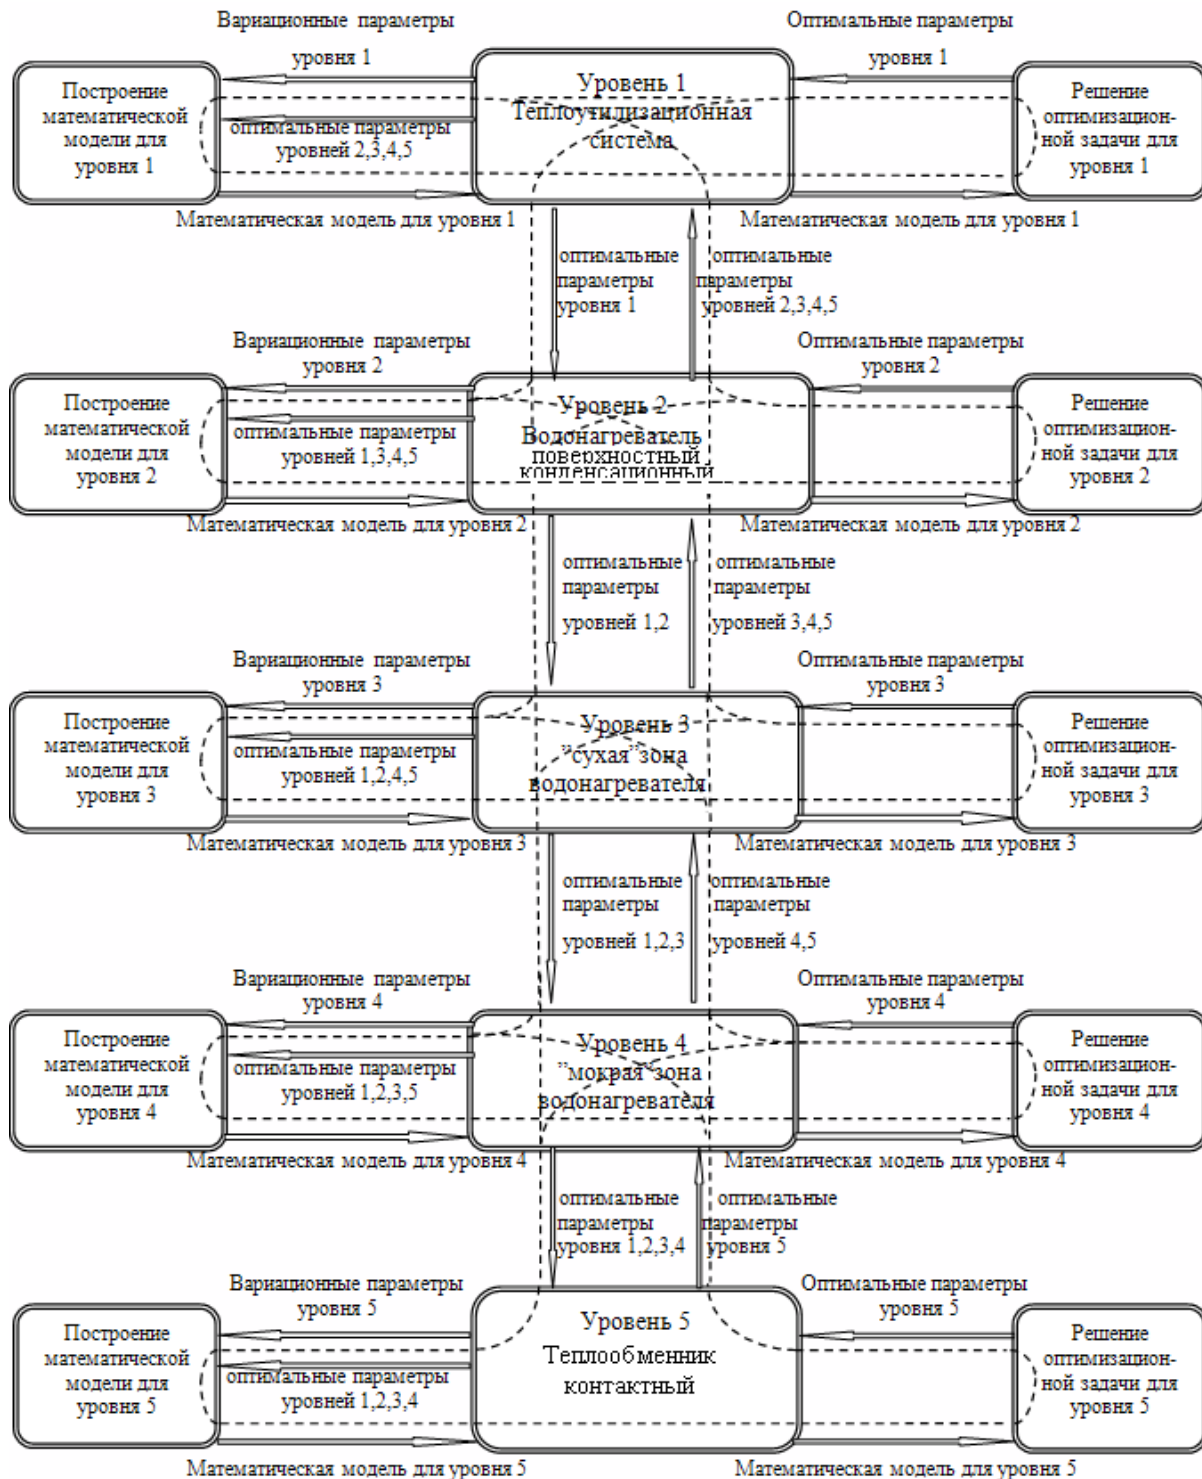 Вариационные параметры
уровня 1
Оптимальные параметры
уровня 1
Построение
математической
модели для
уровня 1
оптимальные параметры
уровней 2,3,4,5
Уровень 1
Теплоутилизационная
система
Решение
оптимизацион-
ной задачи для
уровня 1
Математическая модель для уровня 1
Математическая модель для уровня 1
оптимальные
параметры
уровня 1
оптимальные
параметры
уровней 2,3,4,5
Вариационные параметры
уровня 2
Оптимальные параметры
уровня 2
Построение
математической
модели для
уровня 2
оптимальные параметры
уровней 1,3,4,5
Уровень 2
Водонагреватель
поверхностный
конденсационный
Решение
оптимизацион-
ной задачи для
уровня 2
Математическая модель для уровня 2
Математическая модель для уровня 2
оптимальные
параметры
уровней 1,2
оптимальные
параметры
уровней 3,4,5
Вариационные параметры
уровня 3
Оптимальные параметры
уровня 3
Построение
математической
модели для
уровня 3
оптимальные параметры
уровней 1,2,4,5
Уровень 3
”сухая”зона
водонагревателя
Решение
оптимизацион-
ной задачи для
уровня 3
Математическая модель для уровня 3
Математическая модель для уровня 3
оптимальные
параметры
уровней 1,2,3
оптимальные
параметры
уровней 4,5
Вариационные параметры
уровня 4
Оптимальные параметры
уровня 4
Построение
математической
модели для
уровня 4
оптимальные параметры
уровней 1,2,3,5
Уровень 4
”мокрая”зона
водонагревателя
Решение
оптимизацион-
ной задачи для
уровня 4
Математическая модель для уровня 4
Математическая модель для уровня 4
оптимальные
параметры
уровня 1,2,3,4
оптимальные
параметры
уровня 5
Вариационные параметры
уровня 5
Оптимальные параметры
уровня 5
Построение
математической
модели для
уровня 5
оптимальные параметры
уровней 1,2,3,4
Уровень 5
Теплообменник
контактный
Решение
оптимизацион-
ной задачи для
уровня 5
Математическая модель для уровня 5
Математическая модель для уровня 5